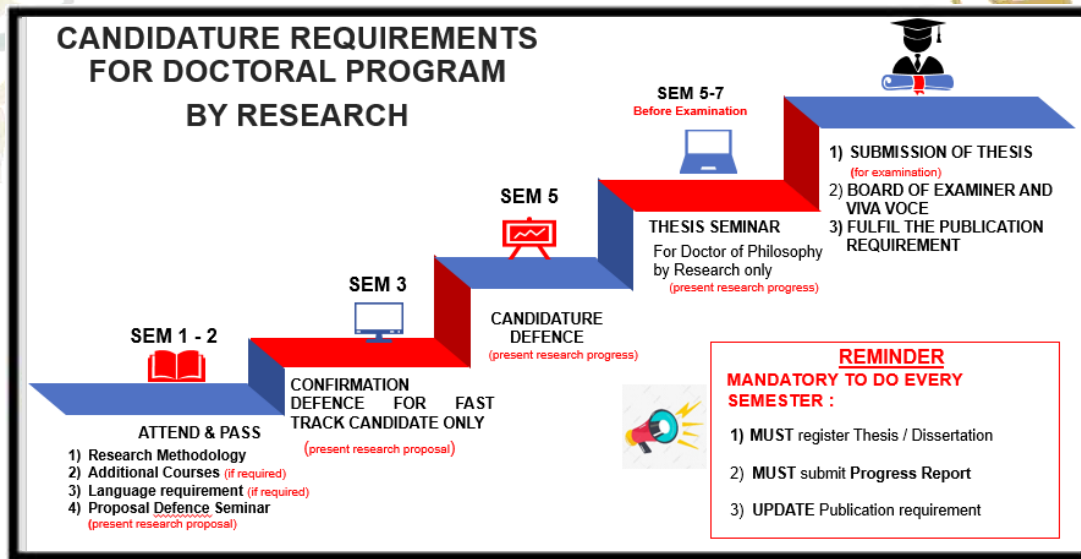 CANDIDATURE REQUIREMENTS
FOR DOCTORAL PROGRAM
BY RESEARCH
SEM 1 - 2
ATTEND & PASS
1) Research Methodology
2) Additional Courses (if required)
3) Language requirement (if required)
4) Proposal Defence Seminar
(present research proposal)
SEM 3
CONFIRMATION
DEFENCE FOR FAST
TRACK CANDIDATE ONLY
(present research proposal)
SEM 5
CANDIDATURE
DEFENCE
(present research progress)
SEM 5-7
Before Examination
THESIS SEMINAR
For Doctor of Philosophy
by Research only
(present research progress)
1) SUBMISSION OF THESIS
(for examination)
2) BOARD OF EXAMINER AND
VIVA VOCE
3) FULFIL THE PUBLICATION
REQUIREMENT
REMINDER
MANDATORY TO DO EVERY
SEMESTER :
1) MUST register Thesis / Dissertation
2) MUST submit Progress Report
3) UPDATE Publication requirement